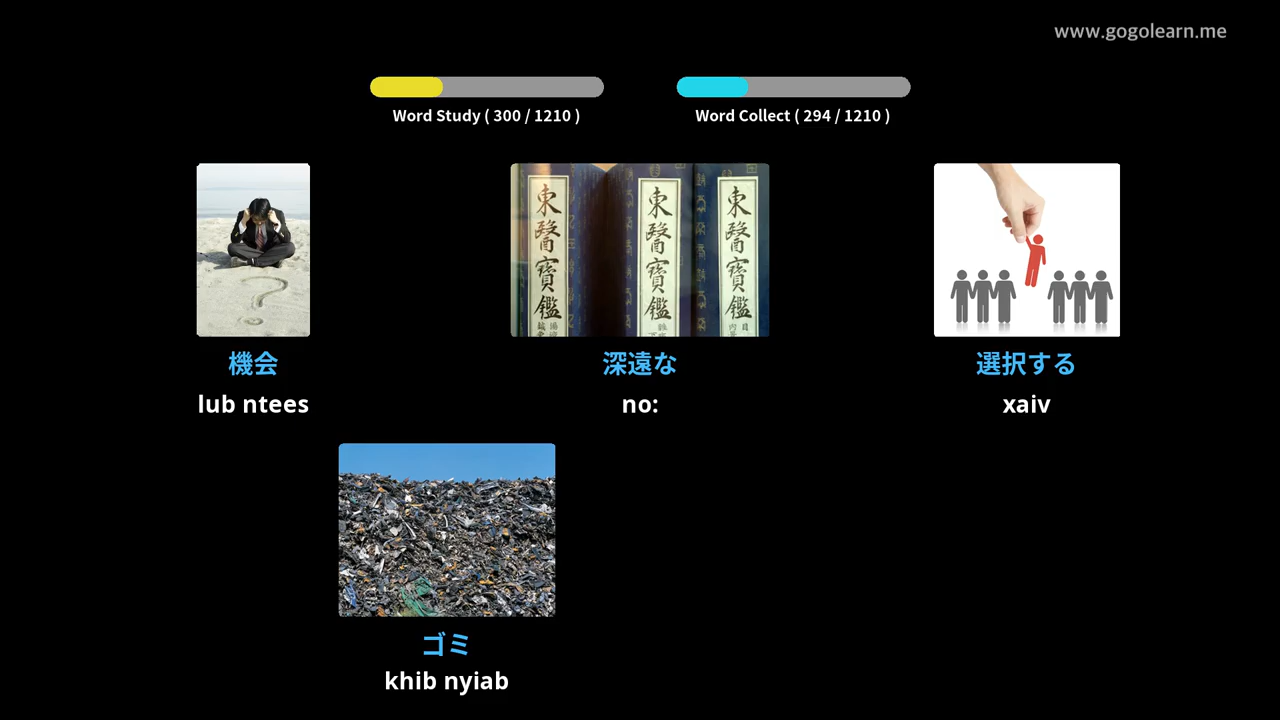 www.gogolearn.me
Word Study ( 300 / 1210 )
Word Collect ( 294 / 1210 )
東醫寶鑑
東醫寶鑑
東醫寶鑑
機会
lub ntees
深遠な
no:
選択する
xaiv
ゴミ
khib nyiab